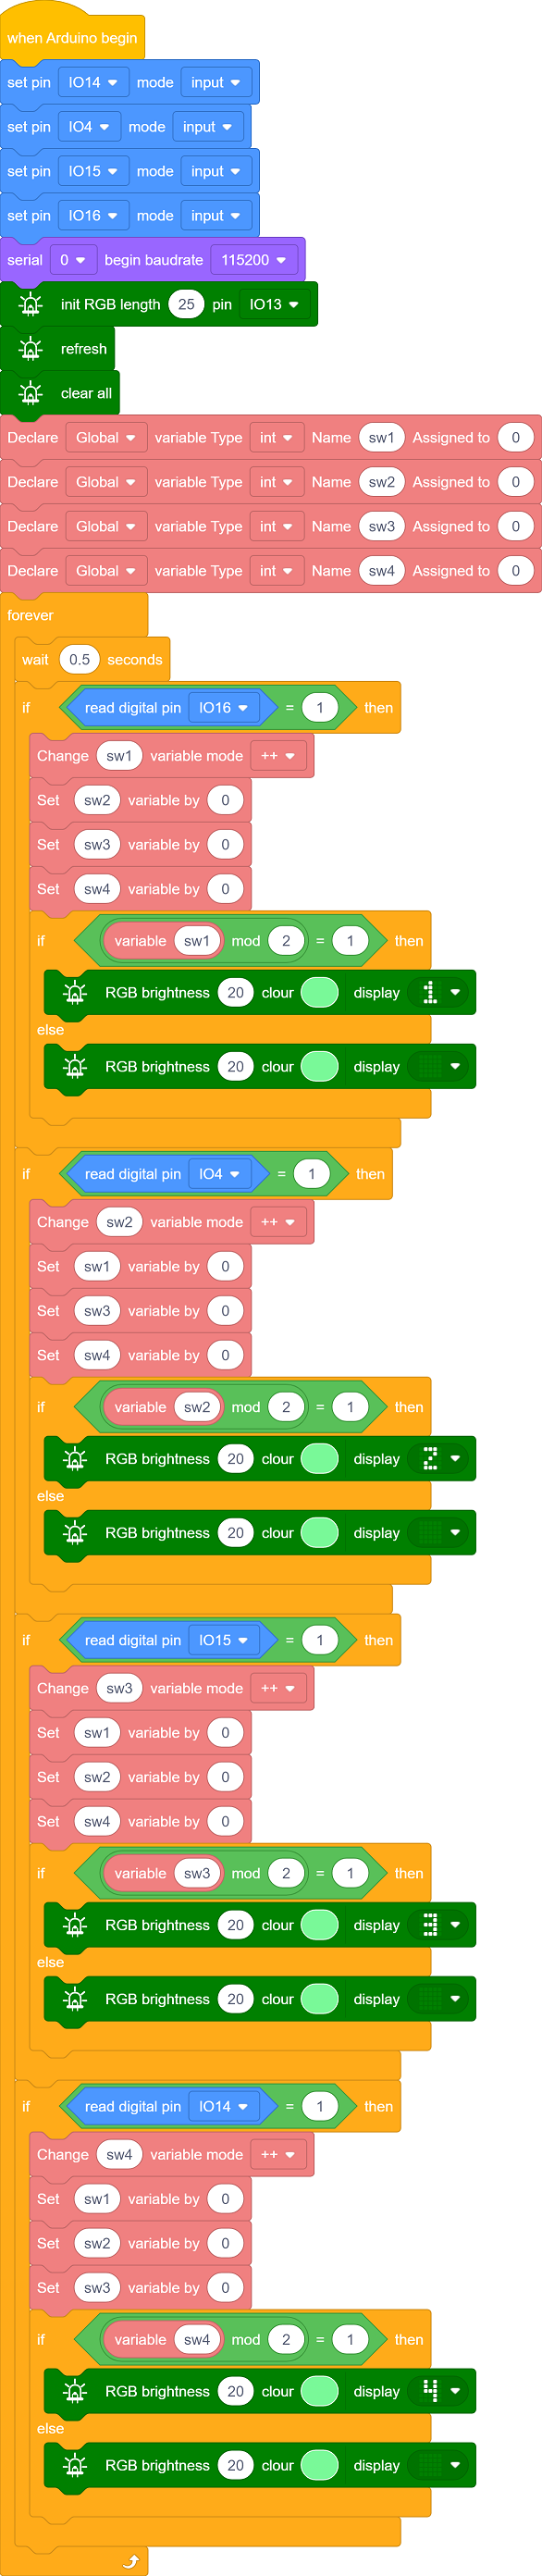 when Arduino begin
set pin IO14 mode input
set pin IO4 mode input
set pin IO15 mode input
set pin IO16 mode input
serial 0 begin baudrate 115200
init RGB length 25 pin IO13
refresh
clear all
Declare Global variable Type int Name sw1 Assigned to 0
Declare Global variable Type int Name sw2 Assigned to 0
Declare Global variable Type int Name sw3 Assigned to 0
Declare Global variable Type int Name sw4 Assigned to 0
forever
wait 0.5 seconds
if read digital pin IO16 = 1 then
Change sw1 variable mode ++
Set sw2 variable by 0
Set sw3 variable by 0
Set sw4 variable by 0
if variable sw1 mod 2 = 1 then
RGB brightness 20 clour display 1
else
RGB brightness 20 clour display
if read digital pin IO4 = 1 then
Change sw2 variable mode ++
Set sw1 variable by 0
Set sw3 variable by 0
Set sw4 variable by 0
if variable sw2 mod 2 = 1 then
RGB brightness 20 clour display 2
else
RGB brightness 20 clour display
if read digital pin IO15 = 1 then
Change sw3 variable mode ++
Set sw1 variable by 0
Set sw2 variable by 0
Set sw4 variable by 0
if variable sw3 mod 2 = 1 then
RGB brightness 20 clour display 3
else
RGB brightness 20 clour display
if read digital pin IO14 = 1 then
Change sw4 variable mode ++
Set sw1 variable by 0
Set sw2 variable by 0
Set sw3 variable by 0
if variable sw4 mod 2 = 1 then
RGB brightness 20 clour display 4
else
RGB brightness 20 clour display